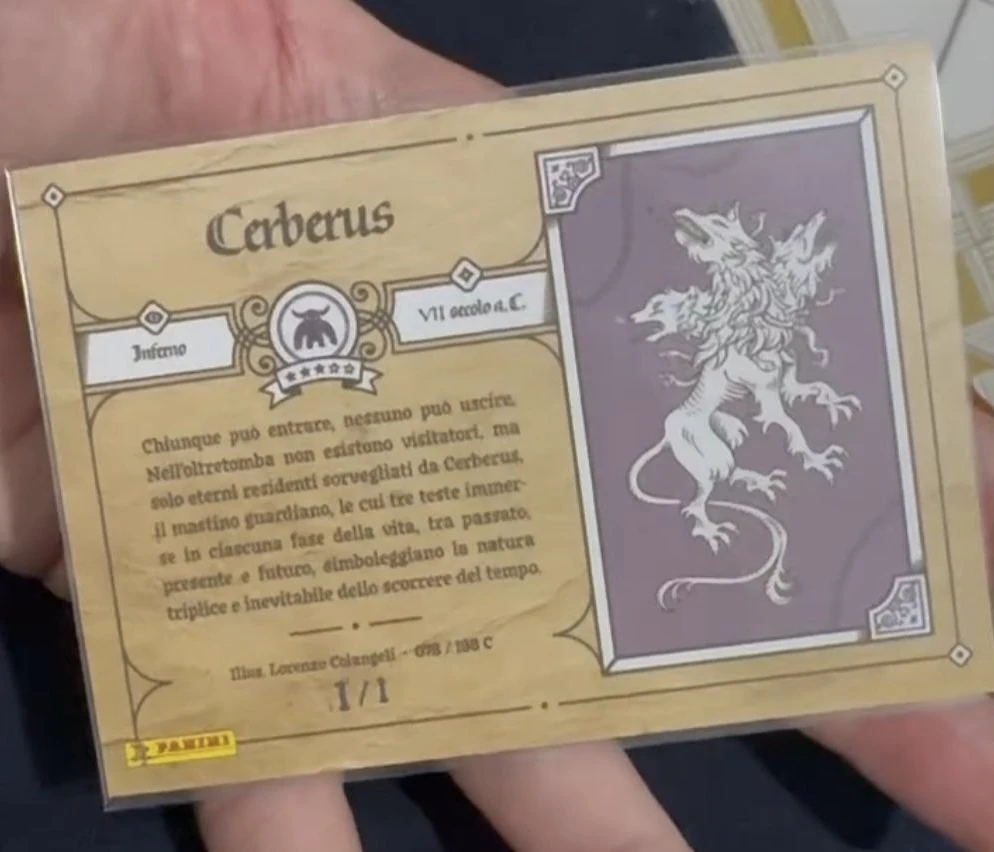 Cerberus
Inferno
VII secolo a.C.
Chiunque può entrare, nessuno può uscire.
Nell'oltretomba non esistono visitatori, ma
solo eterni residenti sorvegliati da Cerberus,
il mastino guardiano, le cui tre teste immer-
se in ciascuna fase della vita, tra passato,
presente e futuro, simboleggiano la natura
triplice e inevitabile dello scorrere del tempo.
Illus. Lorenzo Colangeli - 078 / 188 C
1/1
PANINI